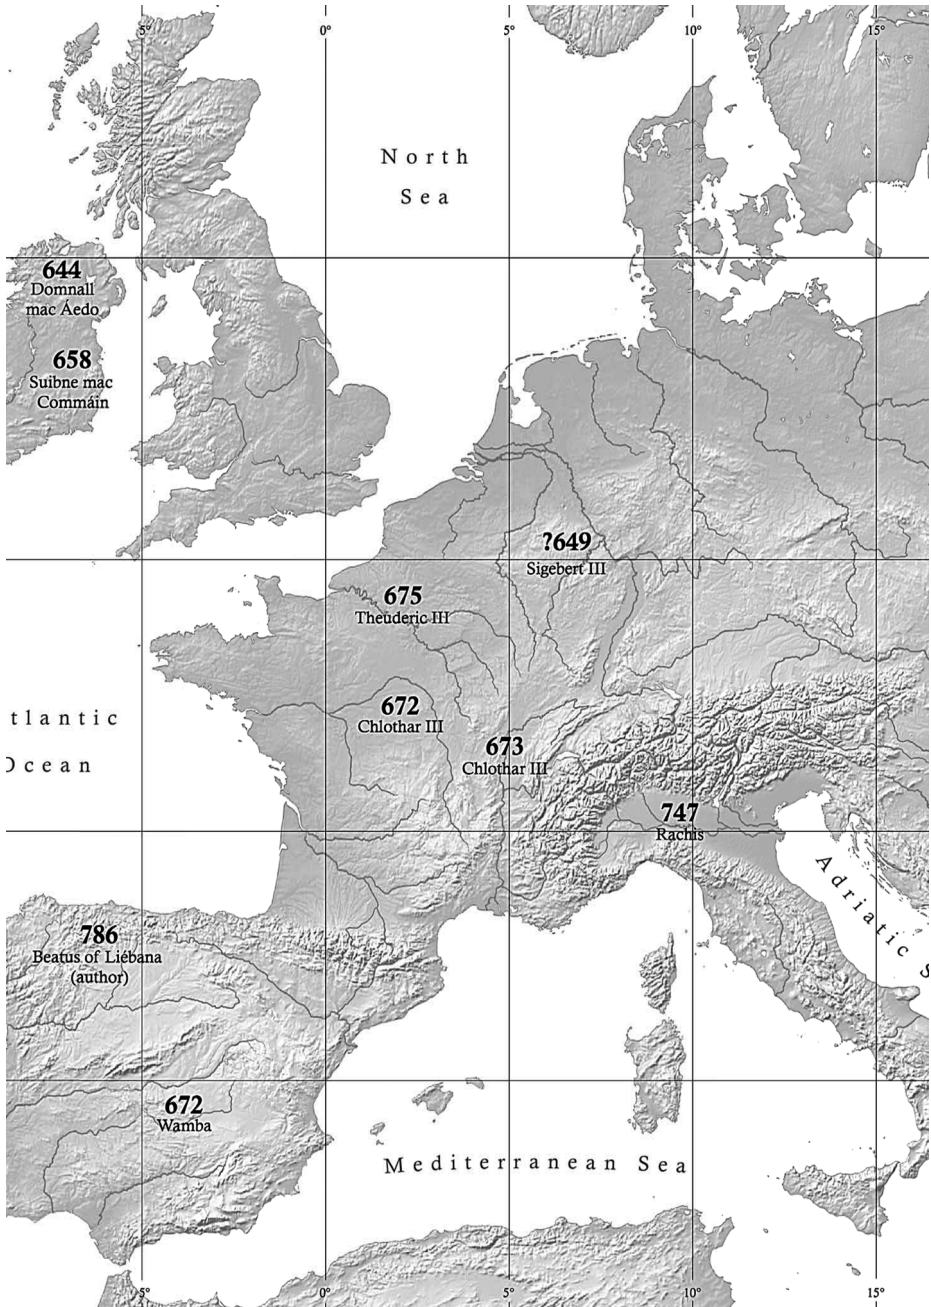 5°
0°
5°
10°
15°
North
Sea
644
Domnall
mac Áedo
658
Suibne mac
Commáin
?649
Sigebert III
675
Theuderic III
672
Chlothar III
673
Chlothar III
tlantic
Ocean
747
Rachis
Adriatic S
786
Beatus of Liébana
(author)
672
Wamba
Mediterranean Sea
5°
0°
5°
10°
15°